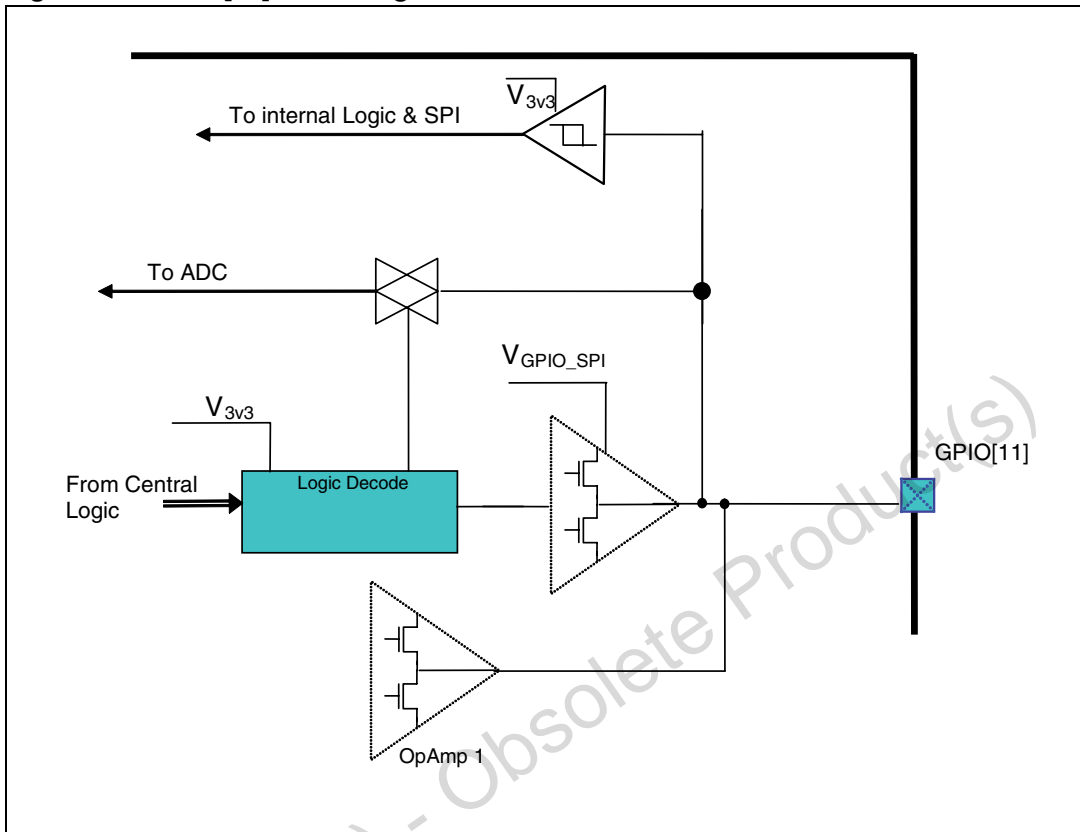 V3v3
To internal Logic & SPI
To ADC
VGPIO_SPI
V3v3
GPIO[11]
From Central
Logic
Logic Decode
OpAmp 1
) - Obsolete Product(s)